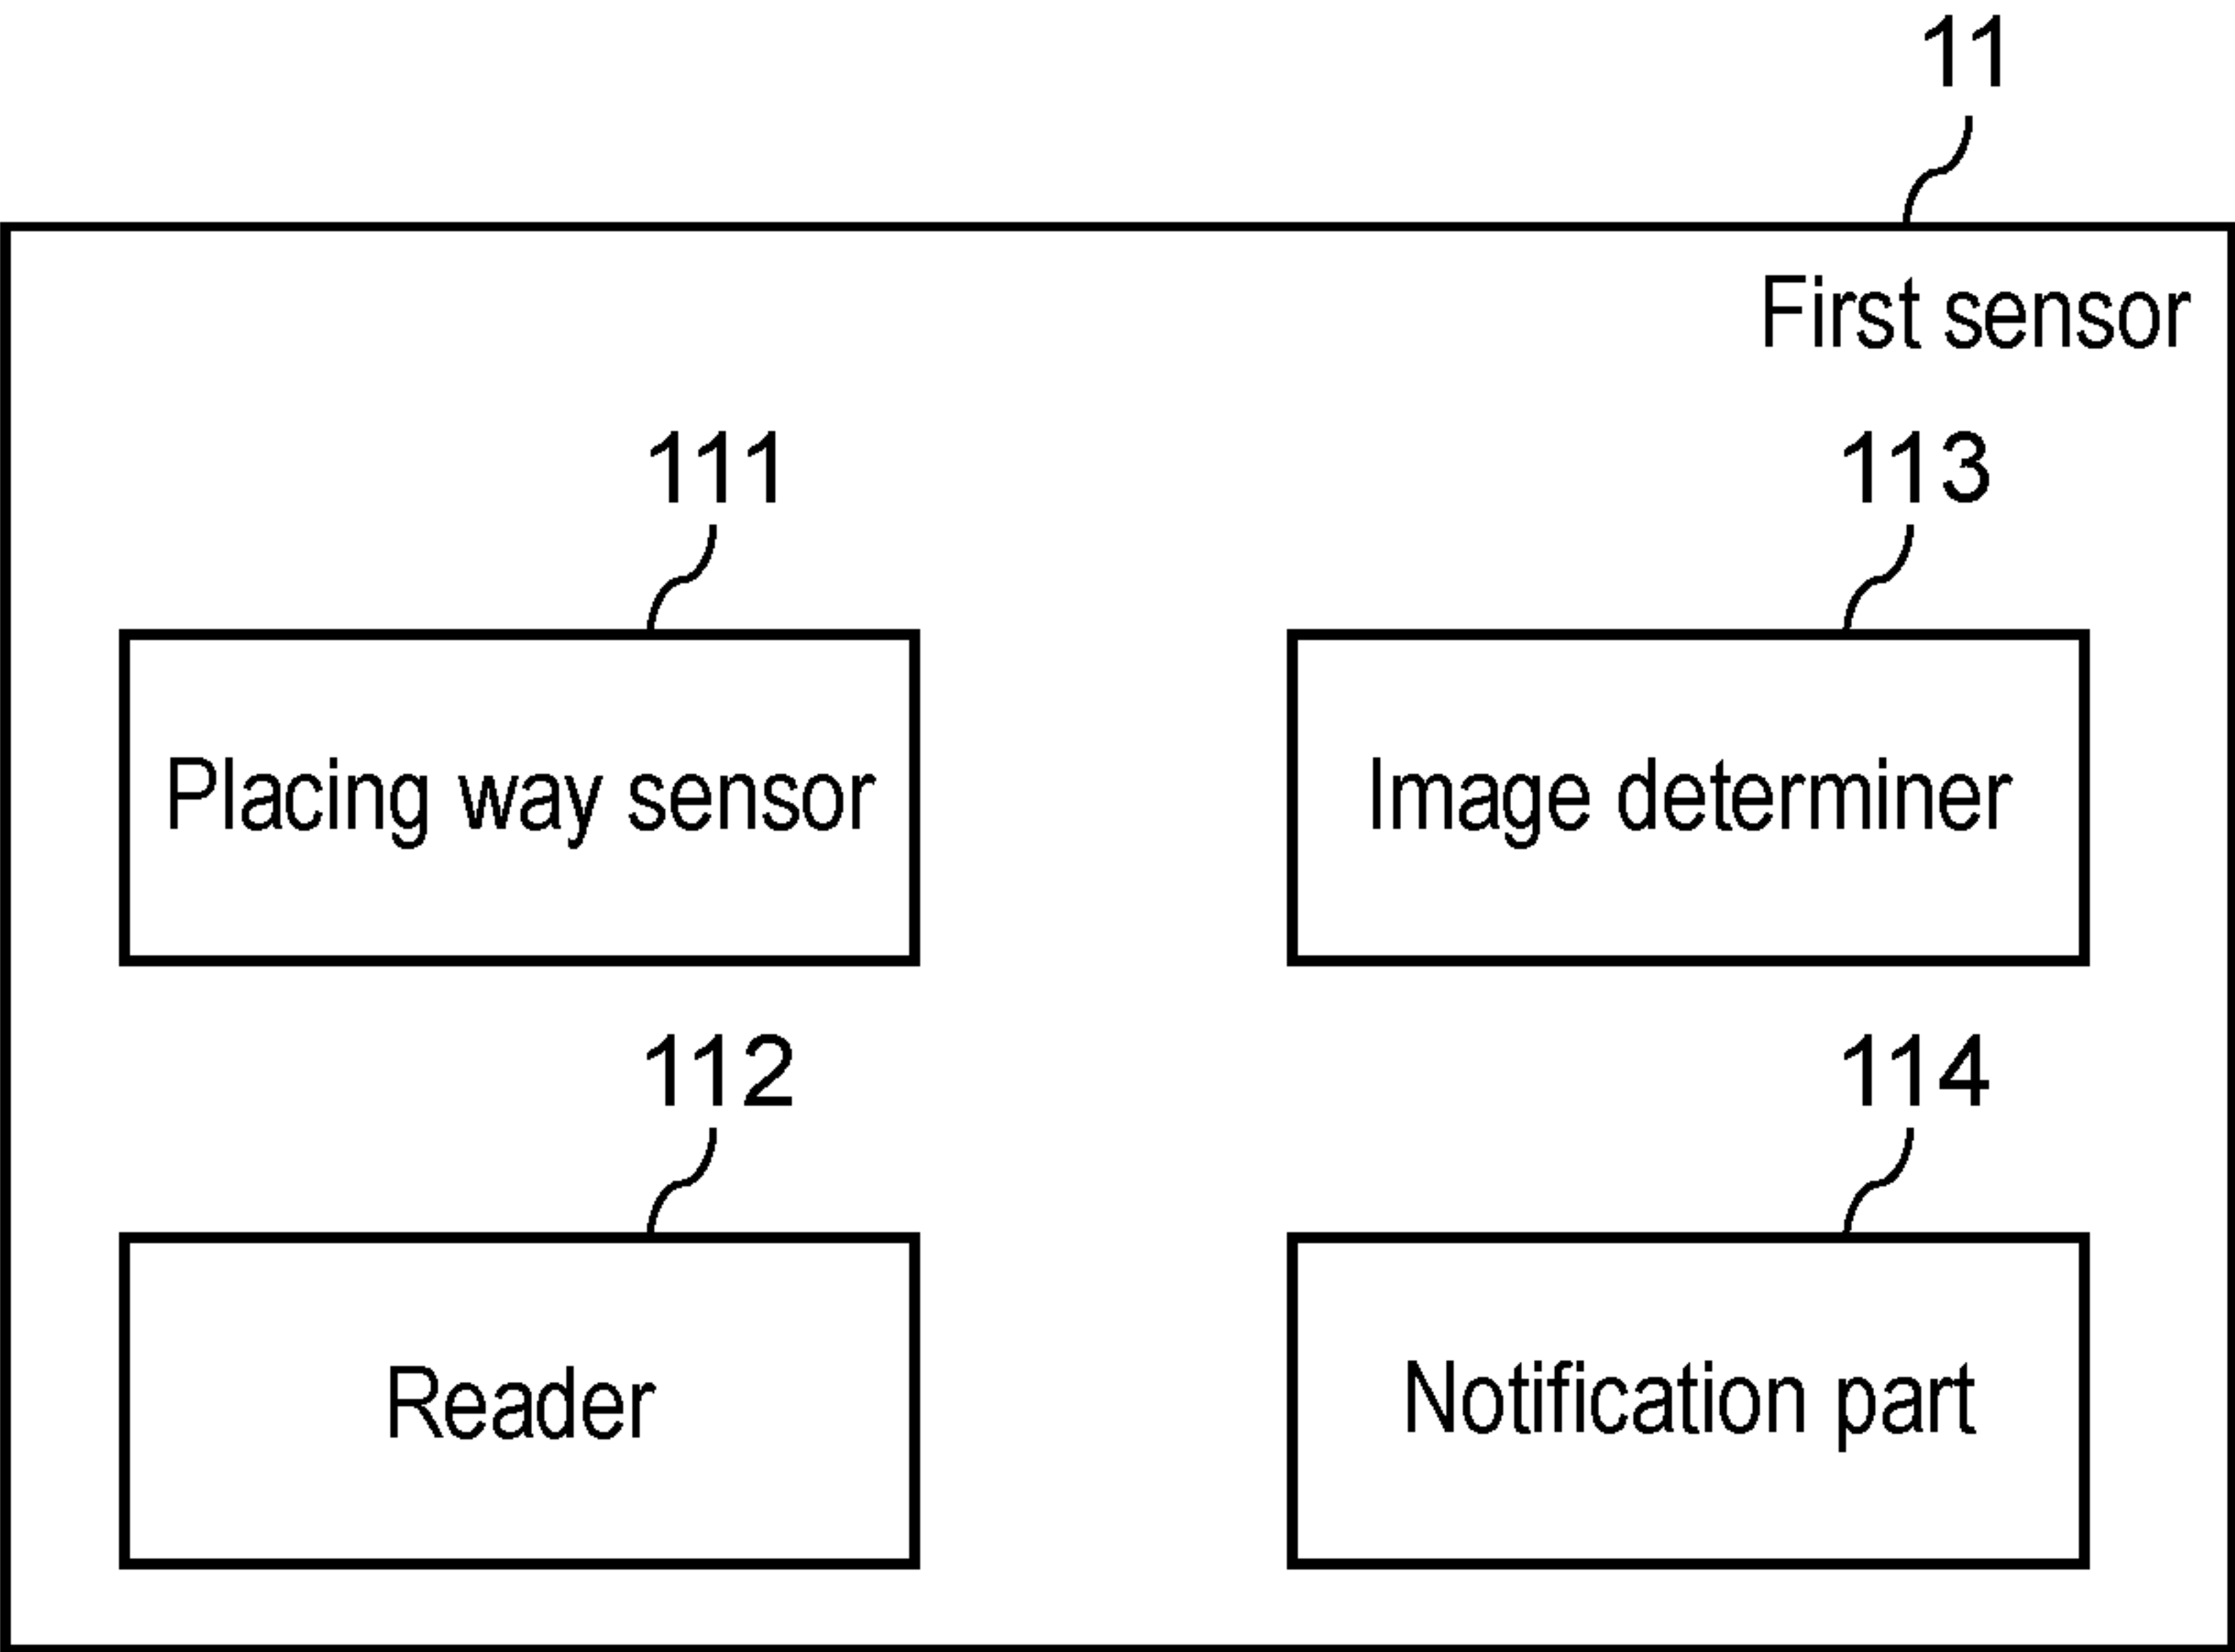 11
First sensor
111
Placing way sensor
113
Image determiner
112
Reader
114
Notification part